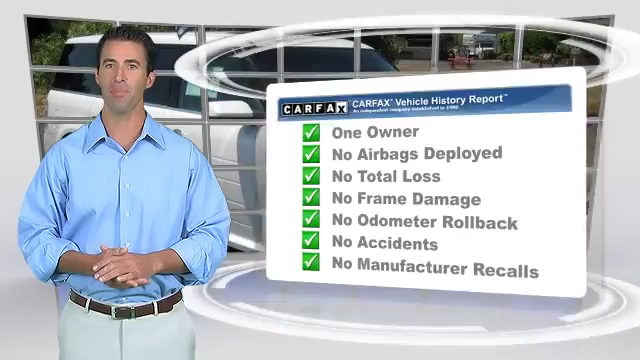 CARFAX CARFAX® Vehicle History Report™
An independent company established in 1986
One Owner
No Airbags Deployed
No Total Loss
No Frame Damage
No Odometer Rollback
No Accidents
No Manufacturer Recalls